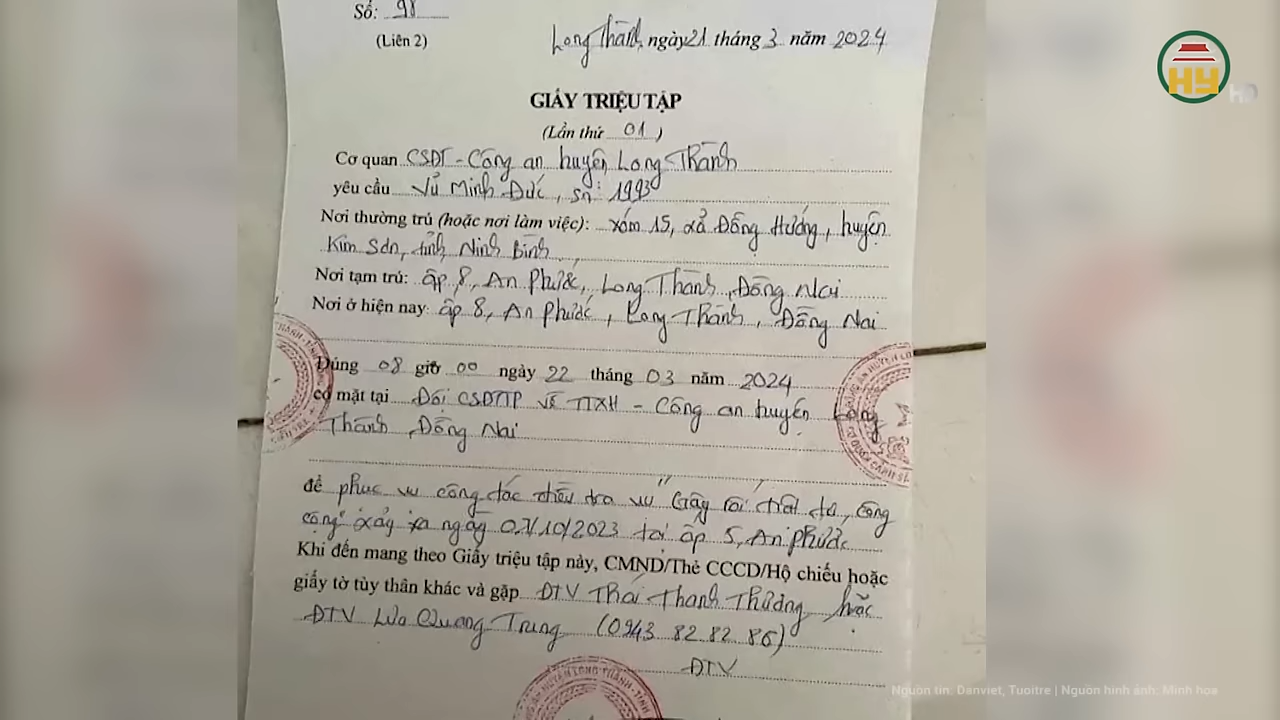 Số: 98
(Liên 2)
Long Thành, ngày 21 tháng 3 năm 2024
HY
HD
GIẤY TRIỆU TẬP
(Lần thứ 01)
Cơ quan CSĐT - Công an huyện Long Thành
yêu cầu Vũ Minh Đức, sn: 1993
Nơi thường trú (hoặc nơi làm việc): xóm 15, xã Đồng Hướng, huyện
Kim Sơn, tỉnh Ninh Bình
Nơi tạm trú: ấp 8, An Phước, Long Thành, Đồng Nai
Nơi ở hiện nay: ấp 8, An Phước, Long Thành, Đồng Nai
Đúng 08 giờ 00 ngày 22 tháng 03 năm 2024
có mặt tại Đội CSĐTTP về TTXH - Công an huyện Long
Thành, Đồng Nai
để phục vụ công tác điều tra vụ "Gây rối trật tự công
cộng" xảy ra ngày 07/10/2023 tại ấp 5, An Phước
Khi đến mang theo Giấy triệu tập này, CMND/Thẻ CCCD/Hộ chiếu hoặc
giấy tờ tùy thân khác và gặp ĐTV Thái Thanh Thương hoặc
ĐTV Lưu Quang Trung (0943 82 82 86)
ĐTV
Nguồn tin: Danviet, Tuoitre | Nguồn hình ảnh: Minh họa